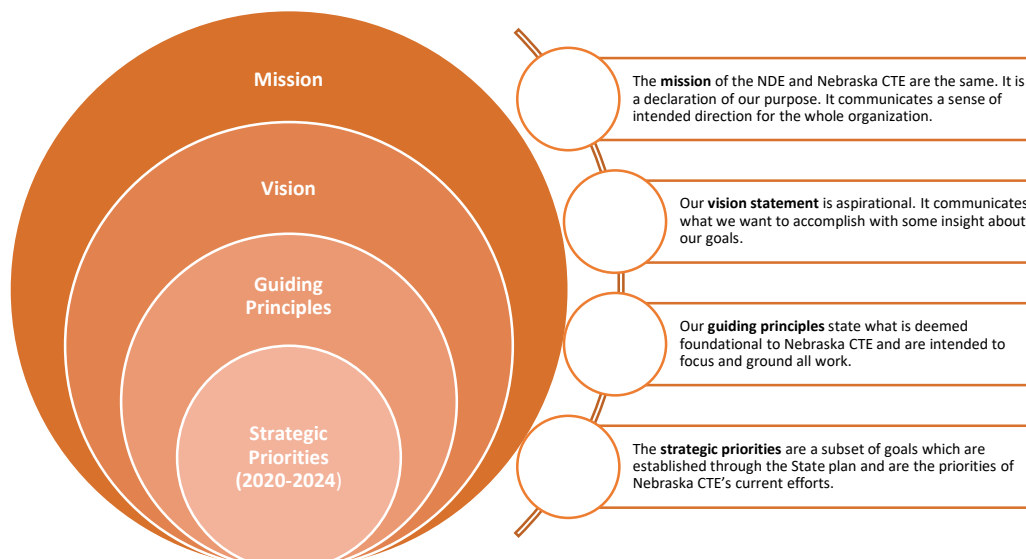 Mission
Vision
Guiding
Principles
Strategic
Priorities
(2020-2024)
The mission of the NDE and Nebraska CTE are the same. It is
a declaration of our purpose. It communicates a sense of
intended direction for the whole organization.
Our vision statement is aspirational. It communicates
what we want to accomplish with some insight about
our goals.
Our guiding principles state what is deemed
foundational to Nebraska CTE and are intended to
focus and ground all work.
The strategic priorities are a subset of goals which are
established through the State plan and are the priorities of
Nebraska CTE’s current efforts.